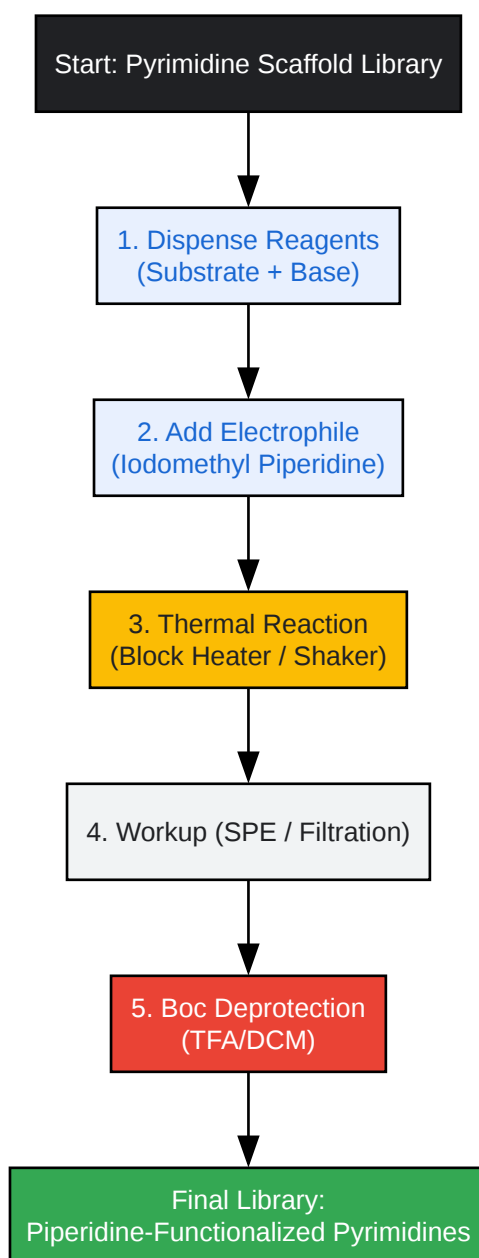 Start: Pyrimidine Scaffold Library
1. Dispense Reagents
(Substrate + Base)
2. Add Electrophile
(Iodomethyl Piperidine)
3. Thermal Reaction
(Block Heater / Shaker)
4. Workup (SPE / Filtration)
5. Boc Deprotection
(TFA/DCM)
Final Library:
Piperidine-Functionalized Pyrimidines